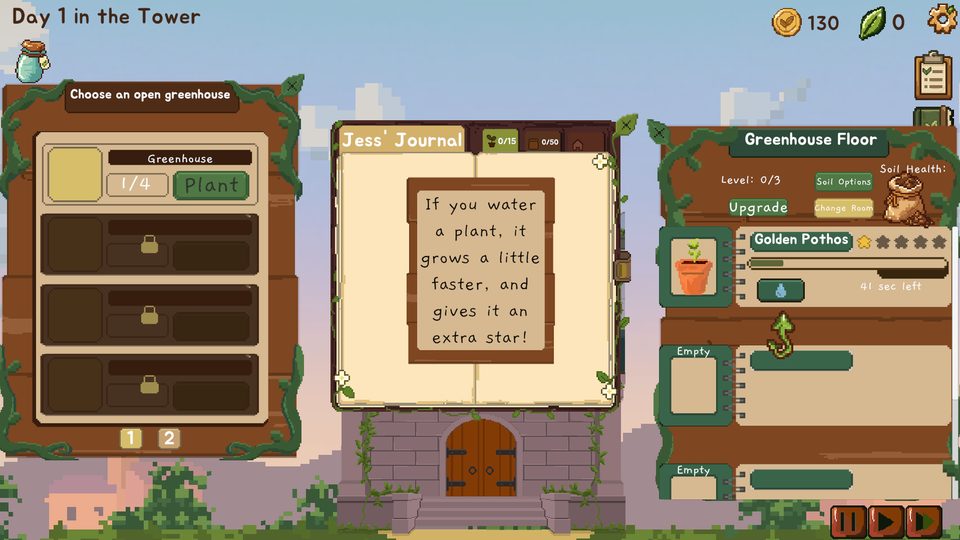 Day 1 in the Tower
130
0
Choose an open greenhouse
Greenhouse
1/4
Plant
1
2
Jess' Journal
0/15
0/50
If you water
a plant, it
grows a little
faster, and
gives it an
extra star!
Greenhouse Floor
Level: 0/3
Soil Options
Soil Health:
Upgrade
Change Room
Golden Pothos
41 sec left
Empty
Empty